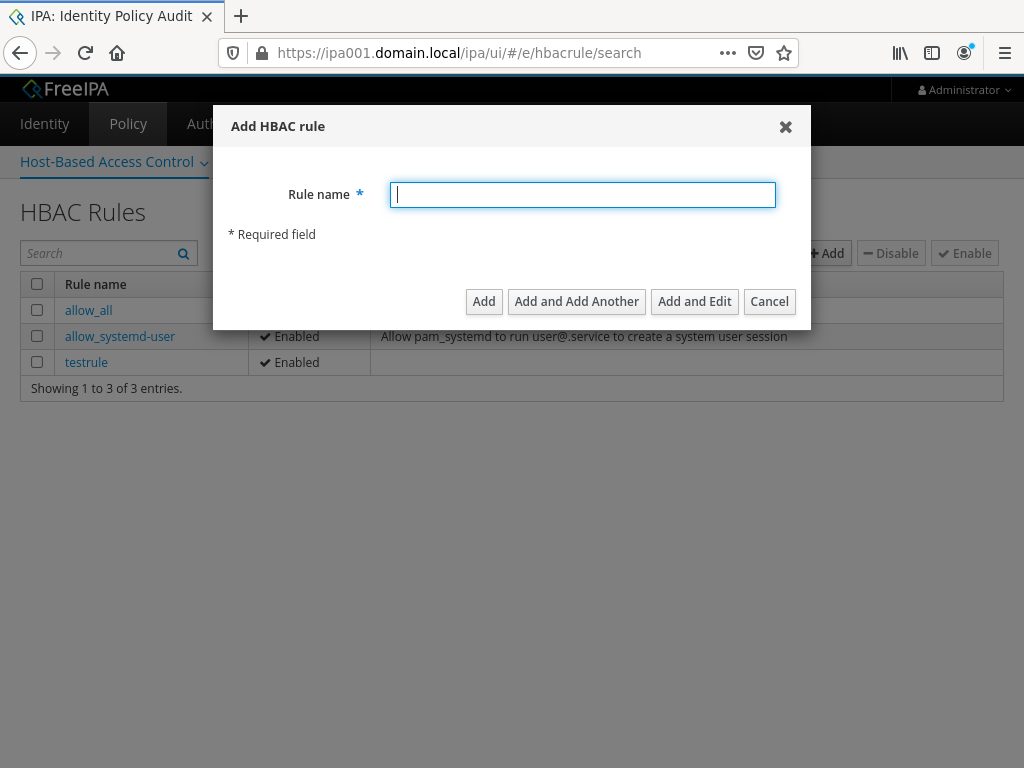 IPA: Identity Policy Audit
https://ipa001.domain.local/ipa/ui/#/e/hbacrule/search
FreeIPA
Administrator
Identity
Policy
Auth
Add HBAC rule
Host-Based Access Control
Rule name *
HBAC Rules
* Required field
Search
Add
Disable
Enable
Rule name
Add
Add and Add Another
Add and Edit
Cancel
allow_all
allow_systemd-user
Enabled
Allow pam_systemd to run user@.service to create a system user session
testrule
Enabled
Showing 1 to 3 of 3 entries.